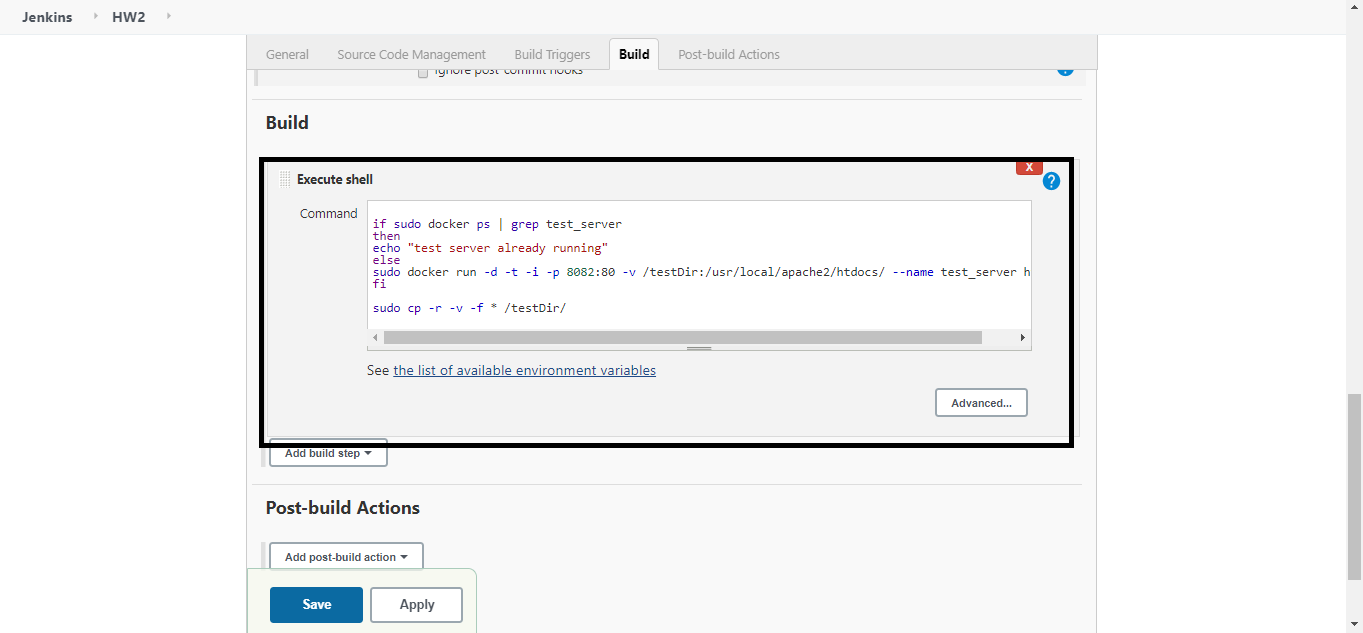 Jenkins HW2
General Source Code Management Build Triggers Build Post-build Actions
Ignore post-commit hooks
Build
X
Execute shell
?
Command
if sudo docker ps | grep test_server
then
echo "test server already running"
else
sudo docker run -d -t -i -p 8082:80 -v /testDir:/usr/local/apache2/htdocs/ --name test_server h
fi
sudo cp -r -v -f * /testDir/
See the list of available environment variables
Advanced...
Add build step
Post-build Actions
Add post-build action
Save Apply